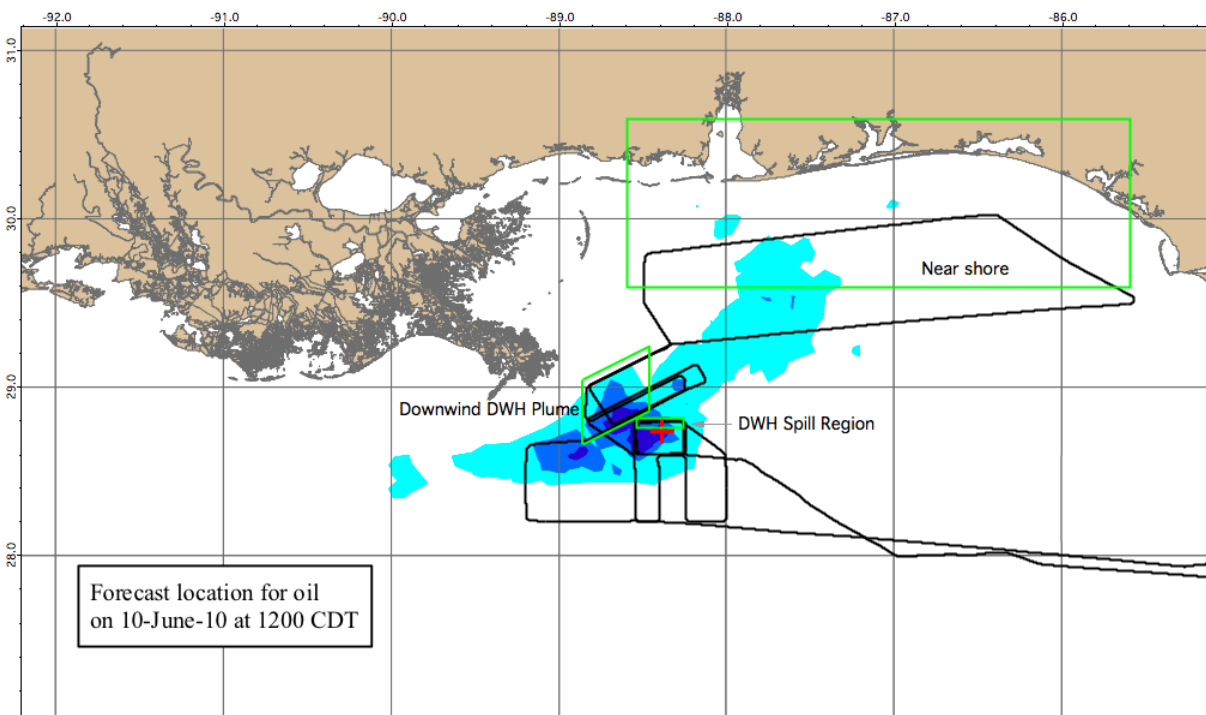 -92.0 -91.0 -90.0 -89.0 -88.0 -87.0 -86.0
31.0
30.0
Near shore
29.0
Downwind DWH Plume
DWH Spill Region
28.0
Forecast location for oil
on 10-June-10 at 1200 CDT